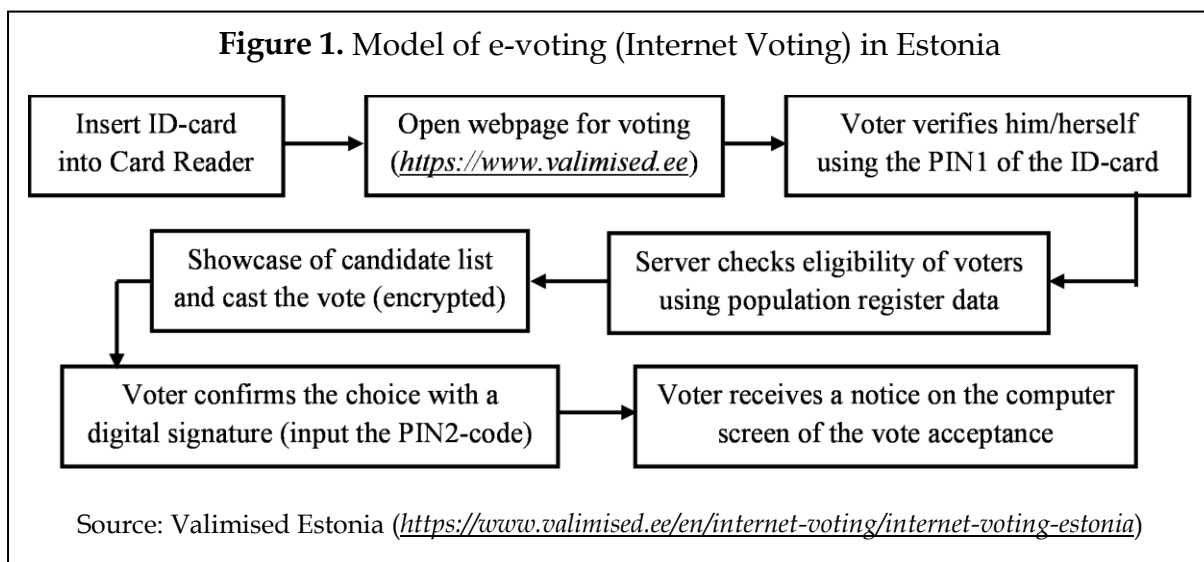 Figure 1. Model of e-voting (Internet Voting) in Estonia
Insert ID-card
into Card Reader
Open webpage for voting
(https://www.valimised.ee)
Voter verifies him/herself
using the PIN1 of the ID-card
Server checks eligibility of voters
using population register data
Showcase of candidate list
and cast the vote (encrypted)
Voter confirms the choice with a
digital signature (input the PIN2-code)
Voter receives a notice on the computer
screen of the vote acceptance
Source: Valimised Estonia (https://www.valimised.ee/en/internet-voting/internet-voting-estonia)